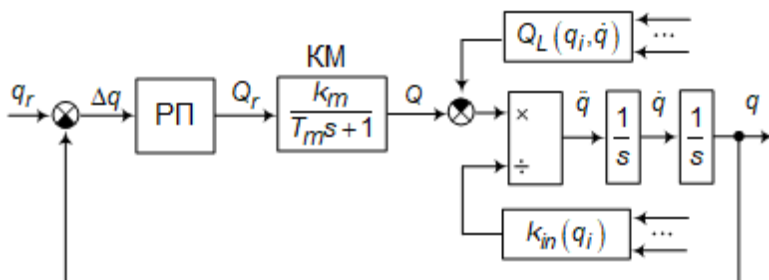 Q_L(q_i, q̇)
...
КМ
q_r
Δq
РП
Q_r
k_m
T_m s + 1
Q
×
÷
q̈
1
s
q̇
1
s
q
k_in(q_i)
...